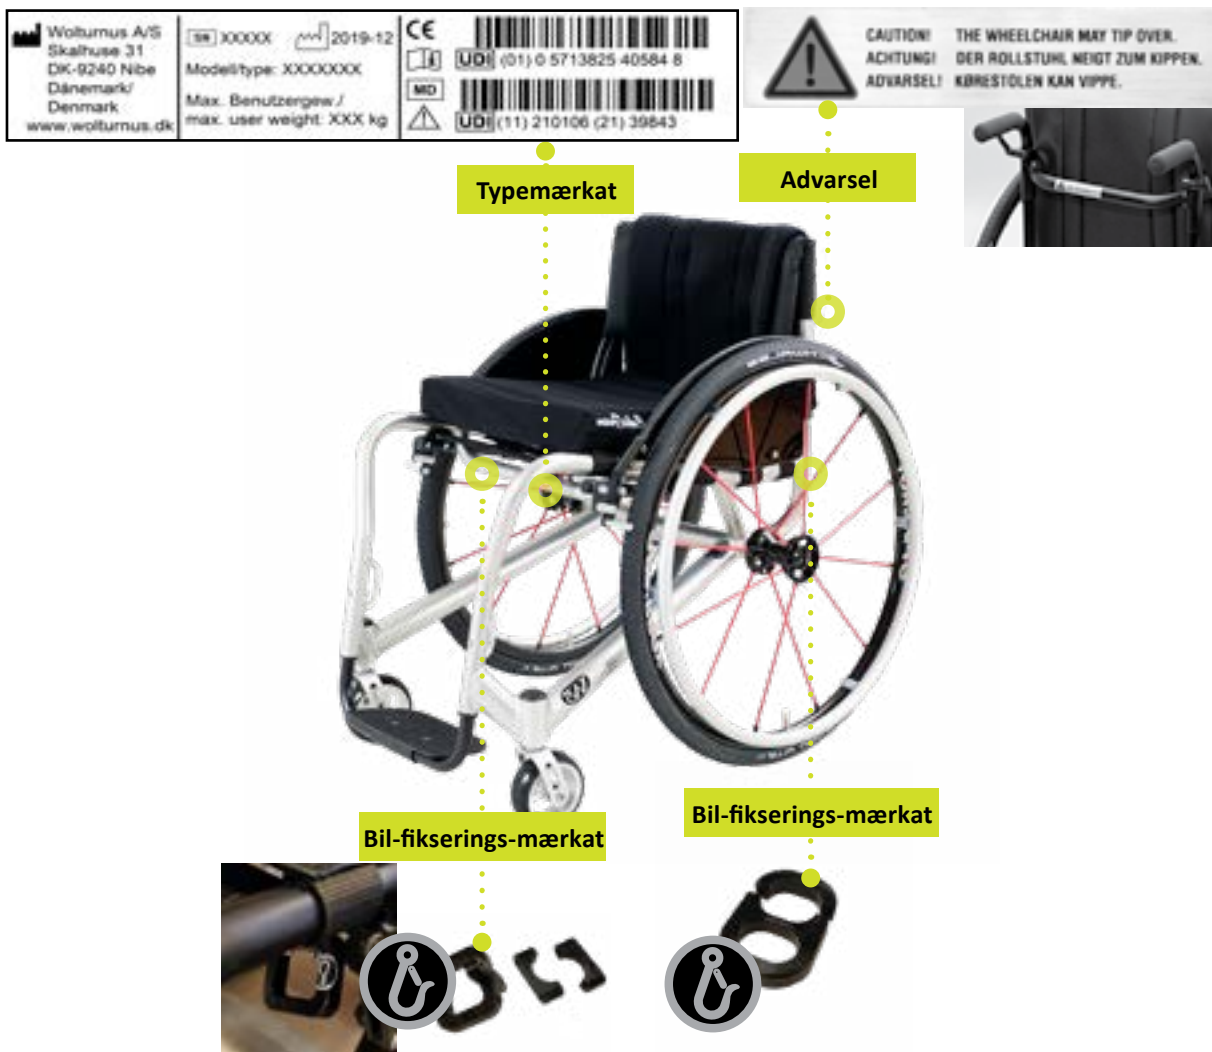 Wolturnus A/S
Skalhuse 31
DK-9240 Nibe
Dänemark/
Denmark
www.wolturnus.dk
SN XXXXX 2019-12
Modell/type: XXXXXXX
Max. Benutzergew./
max. user weight: XXX kg
CE
UDI (01) 0 5713825 40584 8
MD
UDI (11) 210106 (21) 39843
CAUTION! THE WHEELCHAIR MAY TIP OVER.
ACHTUNG! DER ROLLSTUHL NEIGT ZUM KIPPEN.
ADVARSEL! KØRESTOLEN KAN VIPPE.
Typemærkat
Advarsel
Bil-fikserings-mærkat
Bil-fikserings-mærkat